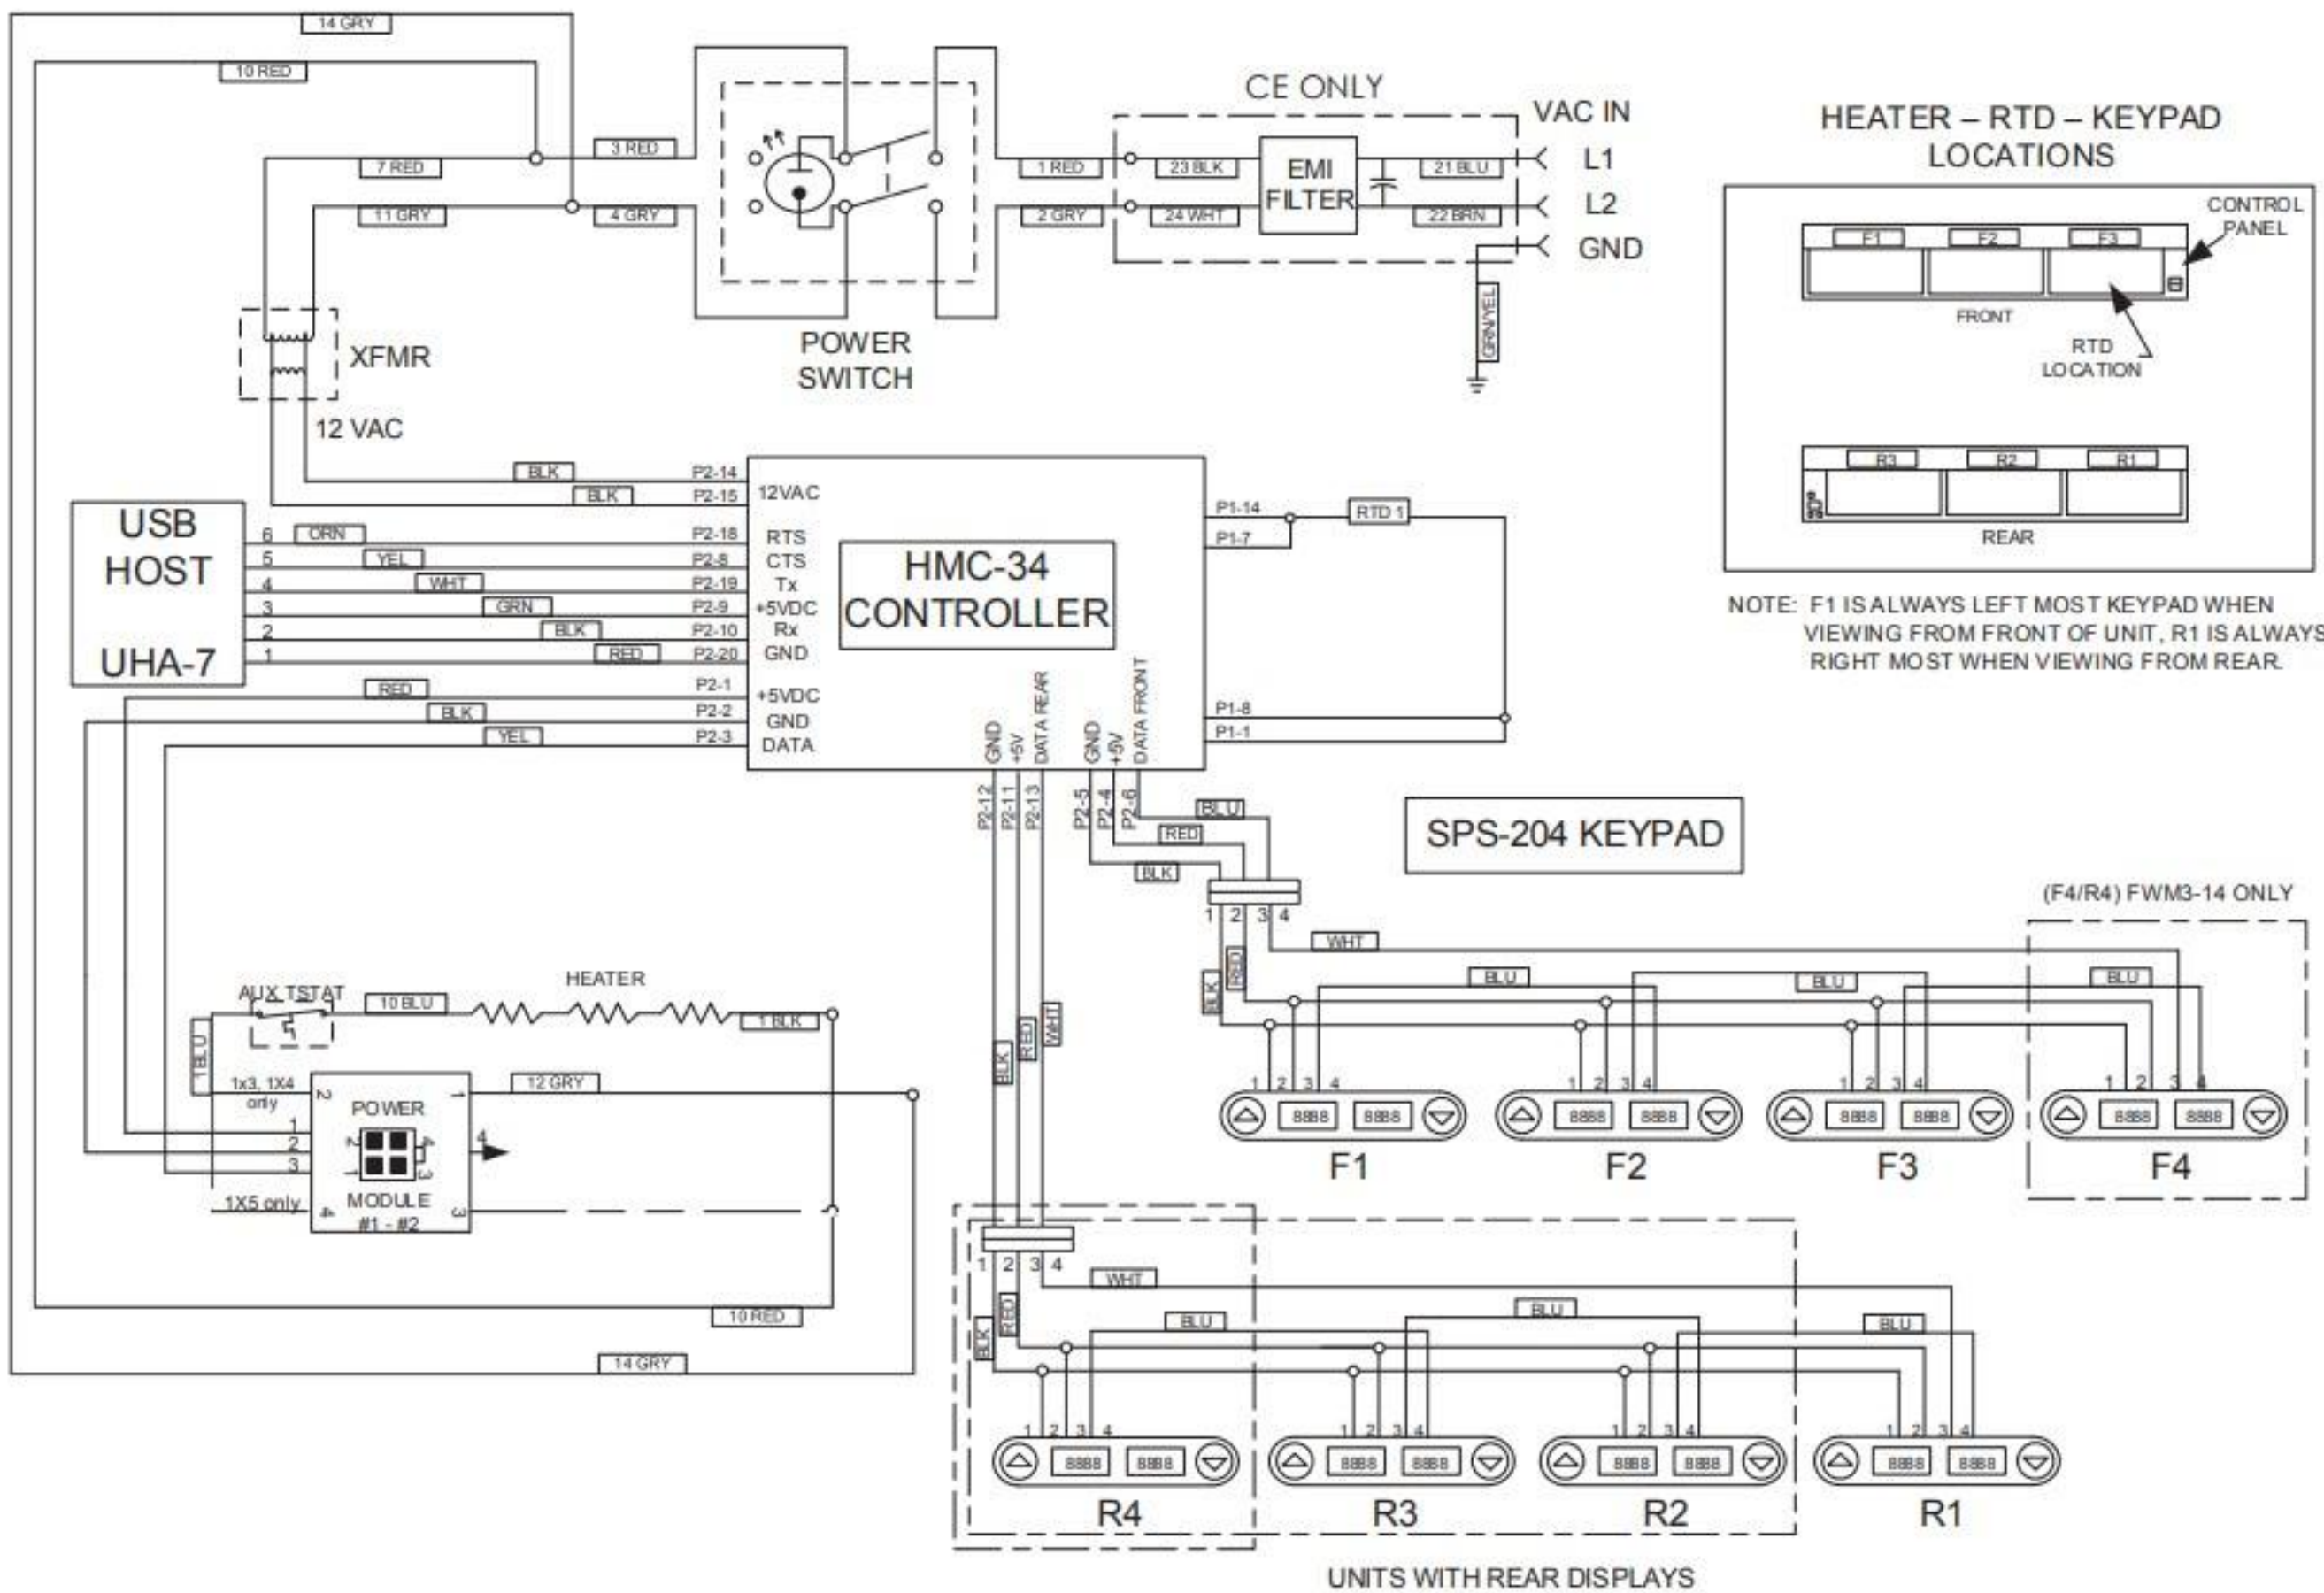 14 GRY
10 RED
3 RED
7 RED
11 GRY
4 GRY
POWER
SWITCH
1 RED
2 GRY
CE ONLY
23 BLK
24 WHT
EMI
FILTER
21 BLU
22 BRN
VAC IN
L1
L2
GND
GRN/YEL
HEATER – RTD – KEYPAD
LOCATIONS
F1 F2 F3
CONTROL
PANEL
FRONT
RTD
LOCATION
R3 R2 R1
REAR
NOTE: F1 IS ALWAYS LEFT MOST KEYPAD WHEN
VIEWING FROM FRONT OF UNIT, R1 IS ALWAYS
RIGHT MOST WHEN VIEWING FROM REAR.
XFMR
12 VAC
BLK P2-14
BLK P2-15
12VAC
USB
HOST
UHA-7
6 ORN P2-18 RTS
5 YEL P2-8 CTS
4 WHT P2-19 Tx
3 GRN P2-9 +5VDC
2 BLK P2-10 Rx
1 RED P2-20 GND
RED P2-1 +5VDC
BLK P2-2 GND
YEL P2-3 DATA
HMC-34
CONTROLLER
P1-14
P1-7
RTD 1
P1-8
P1-1
GND
+5V
DATA REAR
GND
+5V
DATA FRONT
P2-12
P2-11
P2-13
P2-5
P2-4
P2-6
BLU
RED
BLK
SPS-204 KEYPAD
(F4/R4) FWM3-14 ONLY
1 2 3 4
WHT
BLK
RED
BLU
BLU
BLU
1 2 3 4
1 2 3 4
1 2 3 4
1 2 3 4
8888 8888
8888 8888
8888 8888
8888 8888
F1
F2
F3
F4
AUX TSTAT
10 BLU
HEATER
1 BLK
1 BLU
1x3, 1X4
only
2
1
12 GRY
POWER
1
2
3
2 4
1 3
4
MODULE
#1 - #2
1X5 only
4
3
10 RED
14 GRY
BLK
RED
WHT
1 2 3 4
WHT
BLK
RED
BLU
BLU
BLU
1 2 3 4
1 2 3 4
1 2 3 4
1 2 3 4
8888 8888
8888 8888
8888 8888
8888 8888
R4
R3
R2
R1
UNITS WITH REAR DISPLAYS